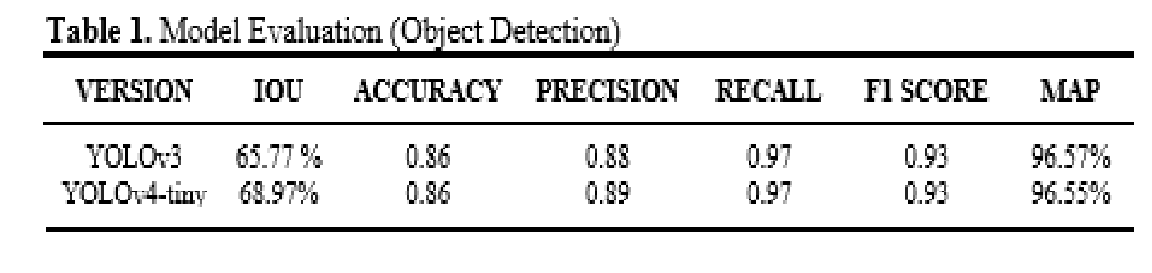 Table 1. Model Evaluation (Object Detection)
VERSION IOU ACCURACY PRECISION RECALL F1 SCORE MAP
YOLOv3 65.77 % 0.86 0.88 0.97 0.93 96.57%
YOLOv4-tiny 68.97% 0.86 0.89 0.97 0.93 96.55%